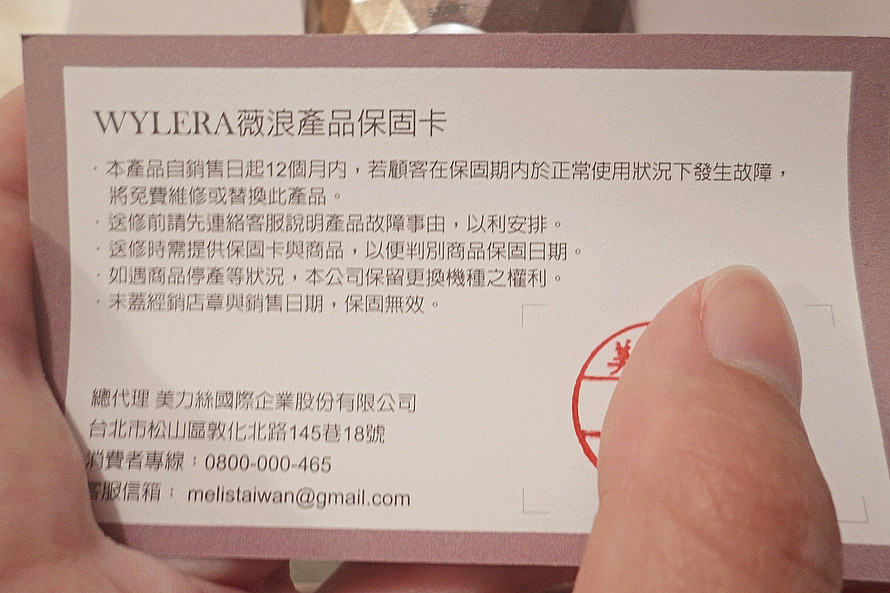 WYLERA薇浪產品保固卡
· 本產品自銷售日起12個月內，若顧客在保固期內於正常使用狀況下發生故障，
將免費維修或替換此產品。
· 送修前請先連絡客服說明產品故障事由，以利安排。
· 送修時需提供保固卡與商品，以便判別商品保固日期。
· 如遇商品停產等狀況，本公司保留更換機種之權利。
· 未蓋經銷店章與銷售日期，保固無效。
總代理 美力絲國際企業股份有限公司
台北市松山區敦化北路145巷18號
消費者專線：0800-000-465
客服信箱： melistaiwan@gmail.com